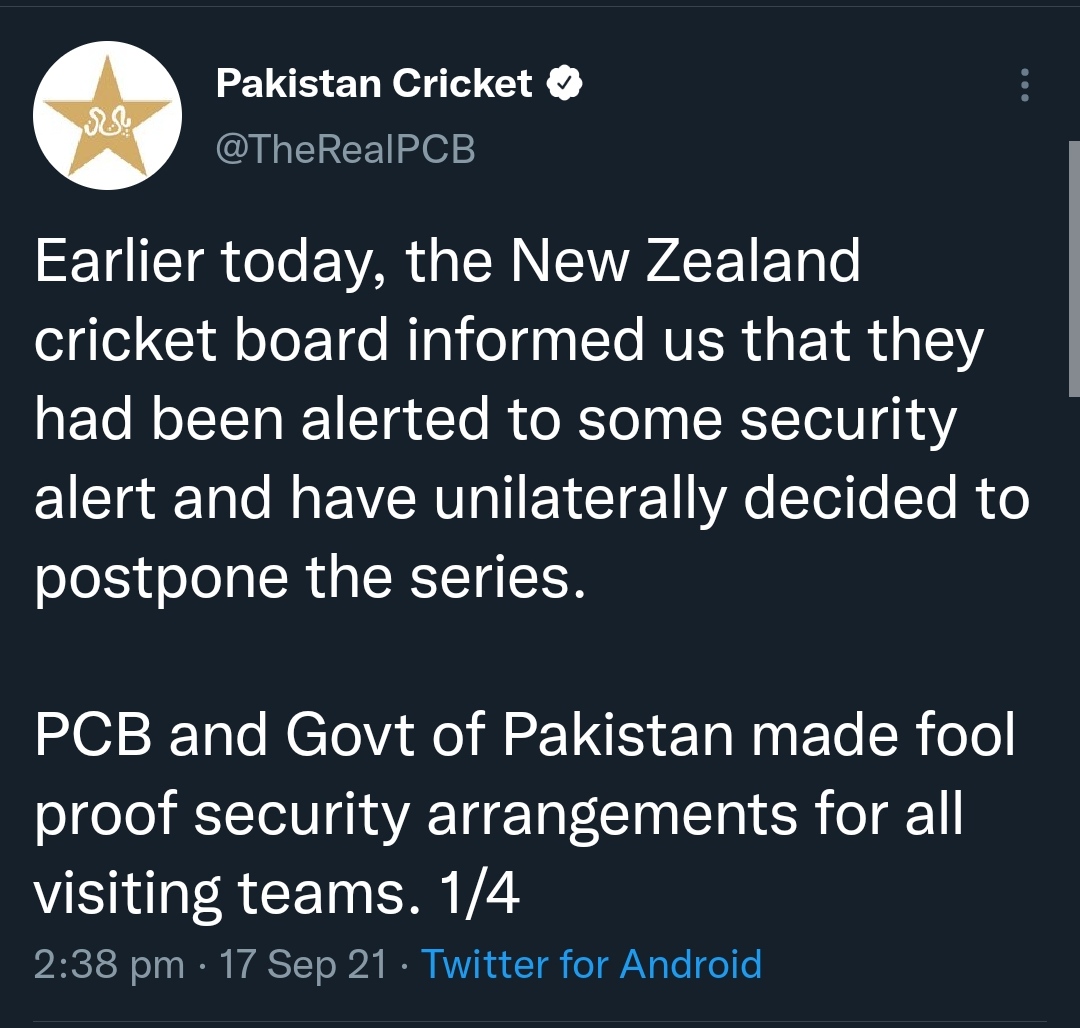 Pakistan Cricket
@TheRealPCB
Earlier today, the New Zealand
cricket board informed us that they
had been alerted to some security
alert and have unilaterally decided to
postpone the series.
PCB and Govt of Pakistan made fool
proof security arrangements for all
visiting teams. 1/4
2:38 pm · 17 Sep 21 · Twitter for Android